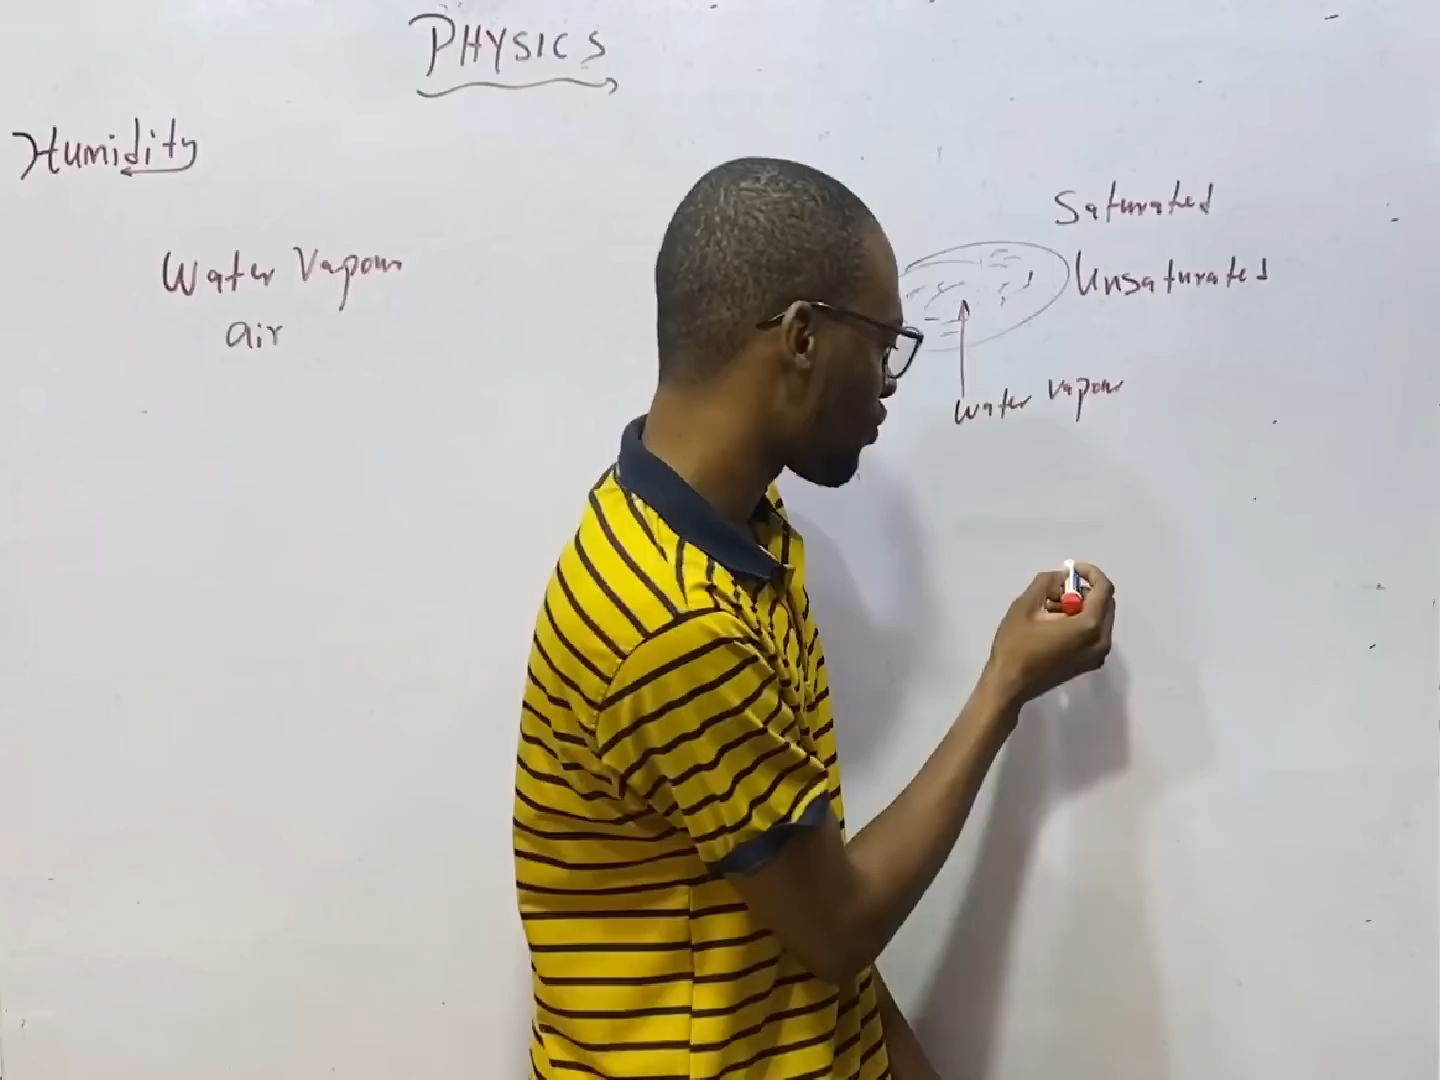 PHYSICS
Humidity
Water Vapour
air
Saturated
Unsaturated
Water Vapour